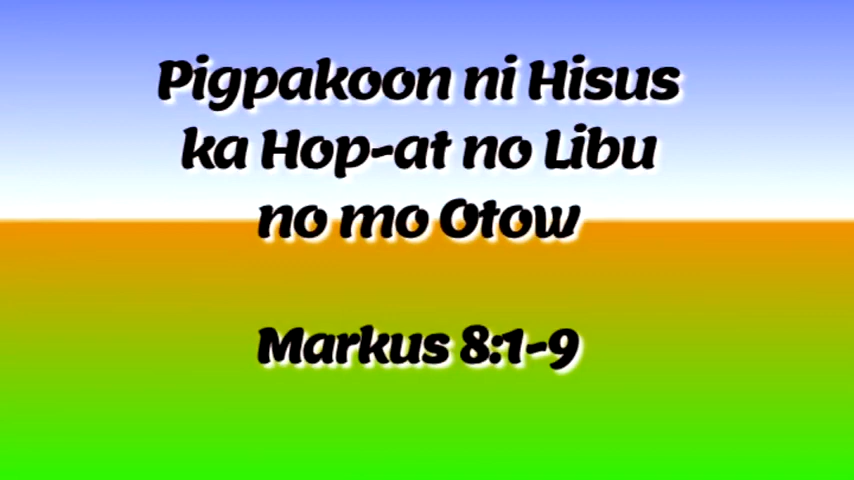 Pigpakoon ni Hisus
ka Hop-at no Libu
no mo Otow
Markus 8:1-9